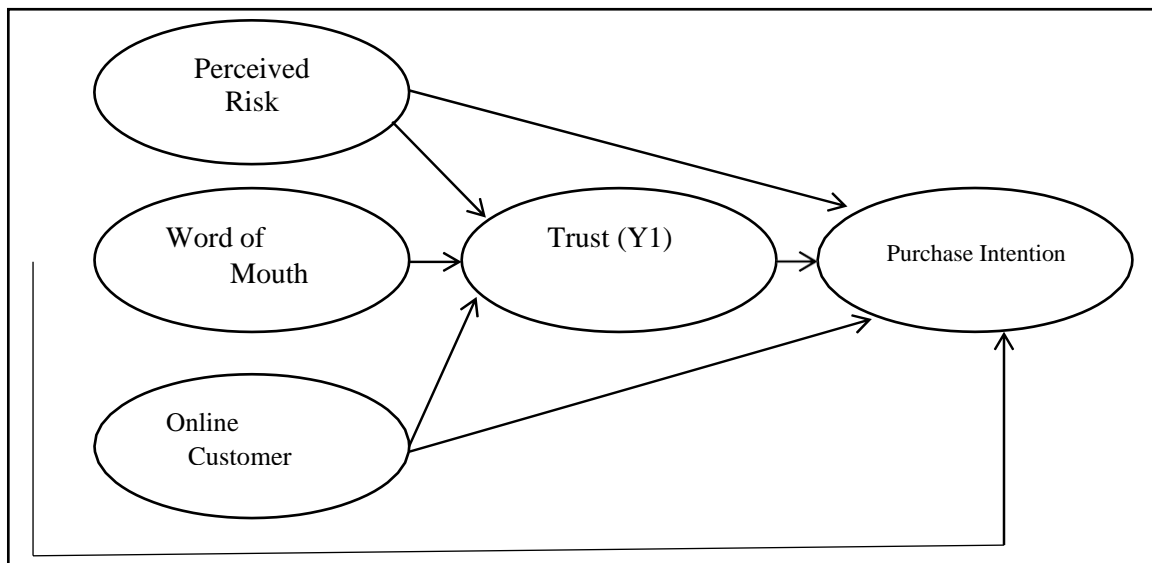 Perceived
Risk
Word of
Mouth
Trust (Y1)
Purchase Intention
Online
Customer